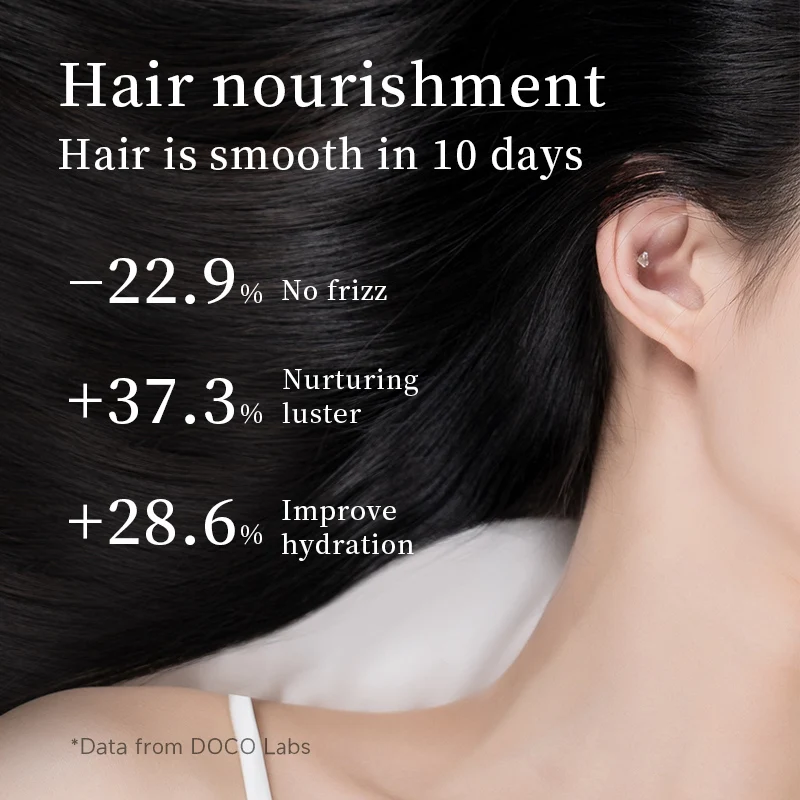 Hair nourishment
Hair is smooth in 10 days
−22.9% No frizz
+37.3% Nurturing
luster
+28.6% Improve
hydration
*Data from DOCO Labs